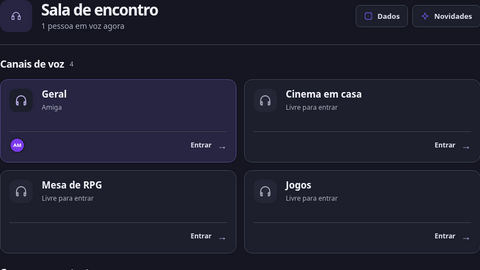 Sala de encontro
1 pessoa em voz agora
Dados
Novidades
Canais de voz 4
Geral
Amiga
AM
Entrar →
Cinema em casa
Livre para entrar
Entrar →
Mesa de RPG
Livre para entrar
Entrar →
Jogos
Livre para entrar
Entrar →